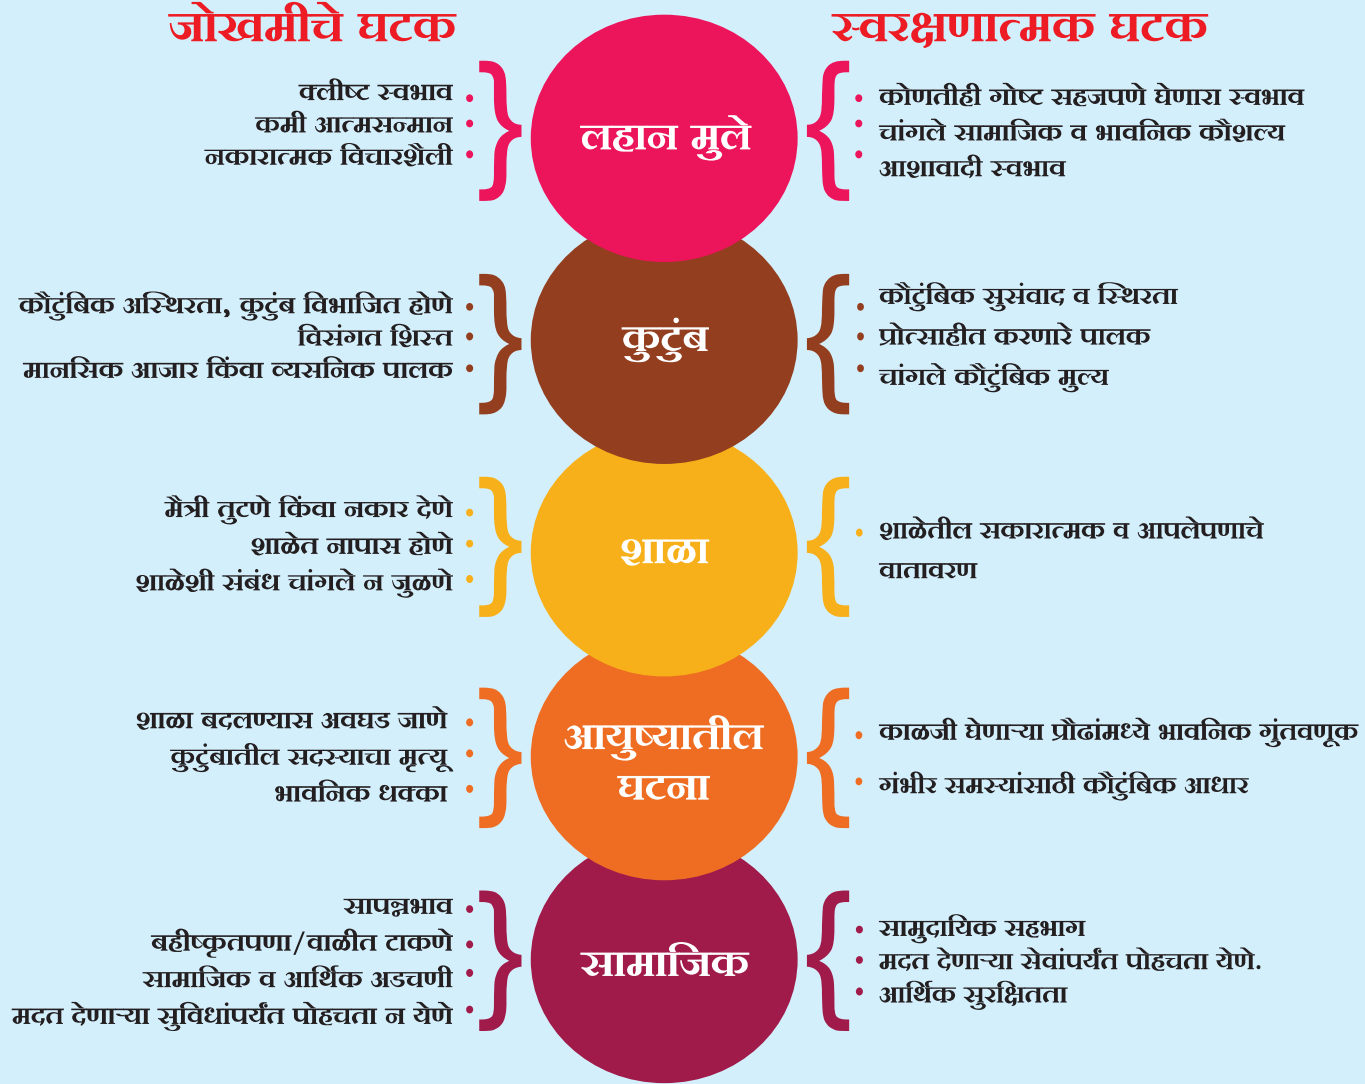 जोखमीचे घटक
स्वरक्षणात्मक घटक
क्लीष्ट स्वभाव
कमी आत्मसन्मान
नकारात्मक विचारशैली
लहान मुले
कोणतीही गोष्ट सहजपणे घेणारा स्वभाव
चांगले सामाजिक व भावनिक कौशल्य
आशावादी स्वभाव
कौटुंबिक अस्थिरता, कुटुंब विभाजित होणे
विसंगत शिस्त
मानसिक आजार किंवा व्यसनिक पालक
कुटुंब
कौटुंबिक सुसंवाद व स्थिरता
प्रोत्साहीत करणारे पालक
चांगले कौटुंबिक मुल्य
मैत्री तुटणे किंवा नकार देणे
शाळेत नापास होणे
शाळेशी संबंध चांगले न जुळणे
शाळा
शाळेतील सकारात्मक व आपलेपणाचे
वातावरण
शाळा बदलण्यास अवघड जाणे
कुटुंबातील सदस्याचा मृत्यू
भावनिक धक्का
आयुष्यातील
घटना
काळजी घेणाऱ्या प्रौढांमध्ये भावनिक गुंतवणूक
गंभीर समस्यांसाठी कौटुंबिक आधार
सापन्नभाव
बहीष्कृतपणा/वाळीत टाकणे
सामाजिक व आर्थिक अडचणी
मदत देणाऱ्या सुविधांपर्यंत पोहचता न येणे
सामाजिक
सामुदायिक सहभाग
मदत देणाऱ्या सेवांपर्यंत पोहचता येणे.
आर्थिक सुरक्षितता